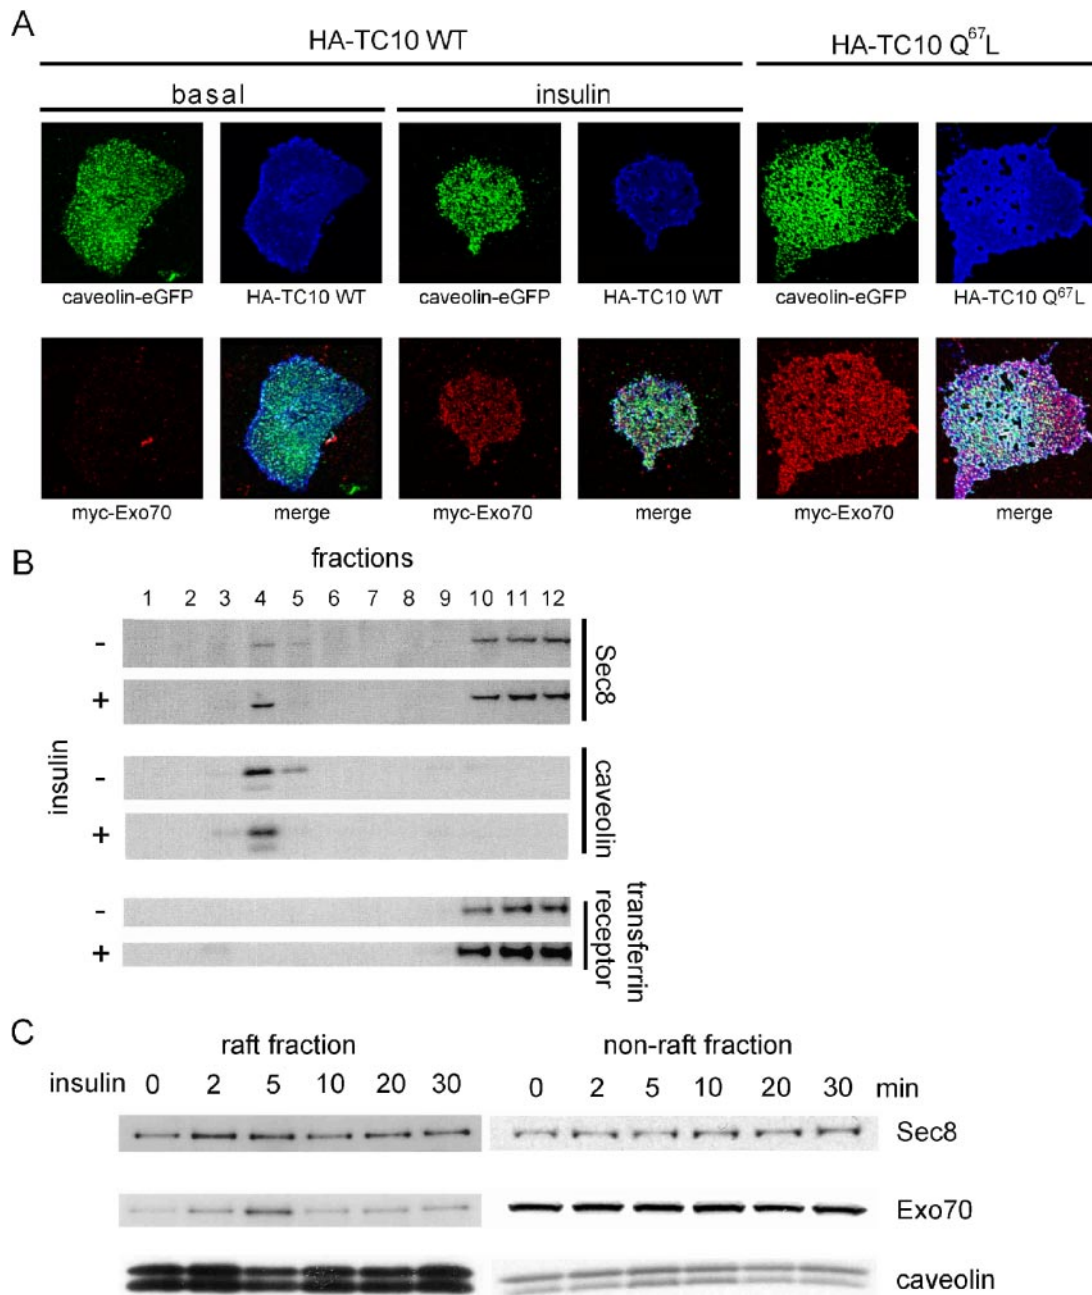 A
HA-TC10 WT HA-TC10 Q⁶⁷L
basal insulin
caveolin-eGFP HA-TC10 WT caveolin-eGFP HA-TC10 WT caveolin-eGFP HA-TC10 Q⁶⁷L
myc-Exo70 merge myc-Exo70 merge myc-Exo70 merge
B
fractions
1 2 3 4 5 6 7 8 9 10 11 12
-
+
Sec8
insulin
-
+
caveolin
-
+
transferrin
receptor
C
raft fraction non-raft fraction
insulin 0 2 5 10 20 30 0 2 5 10 20 30 min
Sec8
Exo70
caveolin